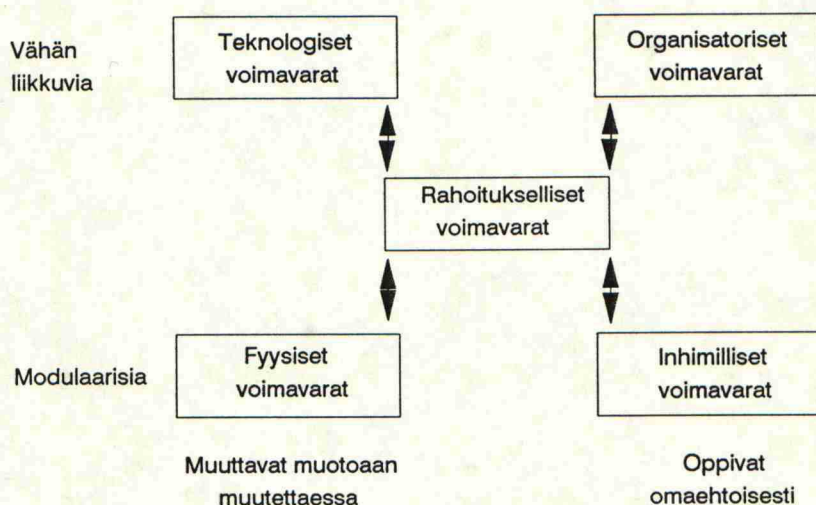 Vähän
liikkuvia
Teknologiset
voimavarat
Organisatoriset
voimavarat
Rahoitukselliset
voimavarat
Modulaarisia
Fyysiset
voimavarat
Inhimilliset
voimavarat
Muuttavat muotoaan
muutettaessa
Oppivat
omaehtoisesti